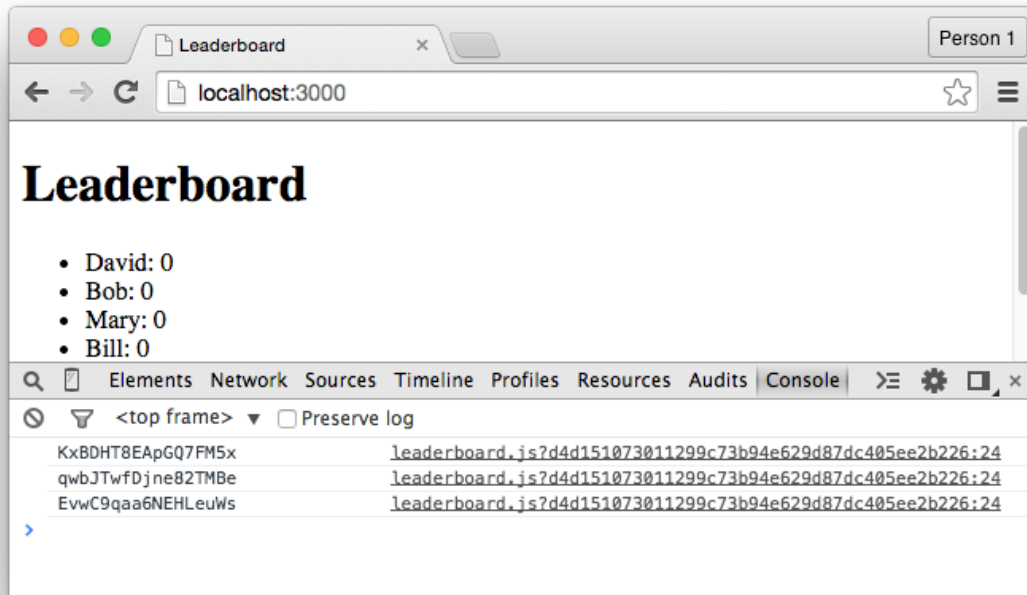 Leaderboard
Person 1
localhost:3000
Leaderboard
• David: 0
• Bob: 0
• Mary: 0
• Bill: 0
Elements Network Sources Timeline Profiles Resources Audits Console
<top frame> ▼ Preserve log
KxBDHT8EApGQ7FM5x leaderboard.js?d4d151073011299c73b94e629d87dc405ee2b226:24
qwbJTwfDjne82TMBe leaderboard.js?d4d151073011299c73b94e629d87dc405ee2b226:24
EvwC9qaa6NEHLeuWs leaderboard.js?d4d151073011299c73b94e629d87dc405ee2b226:24